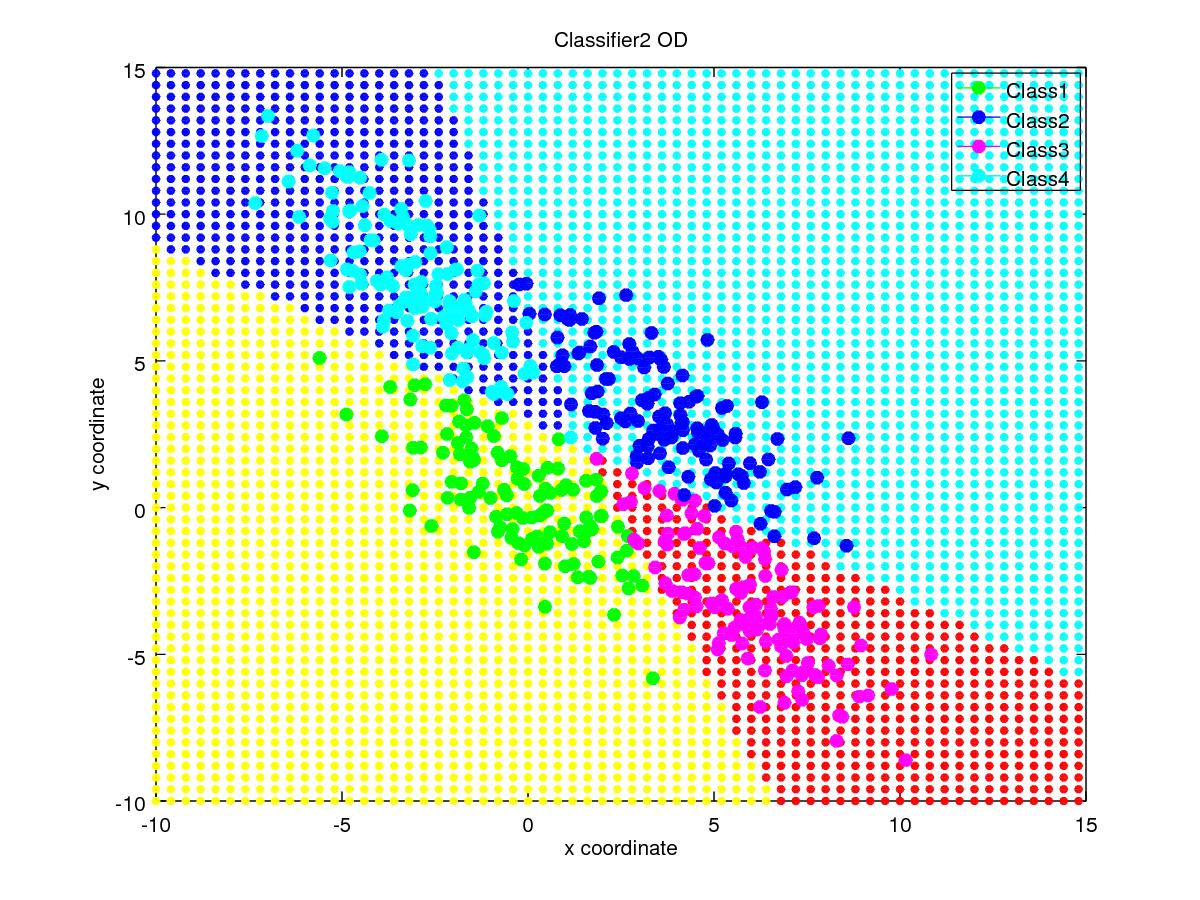 Classifier2 OD
15
10
5
0
-5
-10
y coordinate
Class1
Class2
Class3
Class4
-10 -5 0 5 10 15
x coordinate